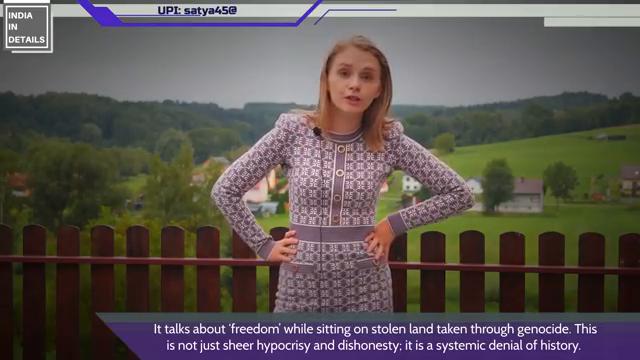 UPI: satya45@
INDIA
IN
DETAILS
It talks about 'freedom' while sitting on stolen land taken through genocide. This
is not just sheer hypocrisy and dishonesty; it is a systemic denial of history.